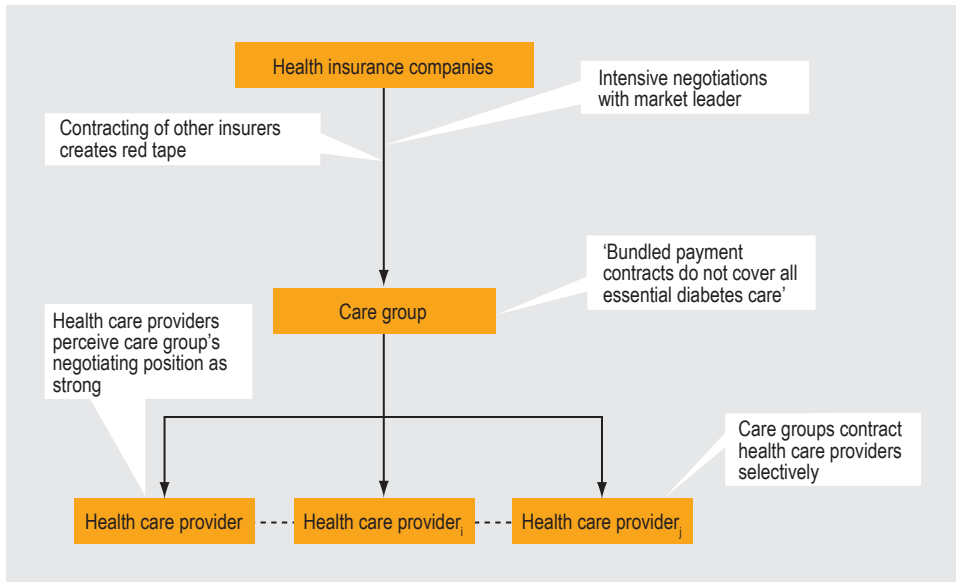 Health insurance companies
Intensive negotiations
with market leader
Contracting of other insurers
creates red tape
‘Bundled payment
contracts do not cover all
essential diabetes care’
Care group
Health care providers
perceive care group’s
negotiating position as
strong
Care groups contract
health care providers
selectively
Health care provider
Health care provideri
Health care providerj